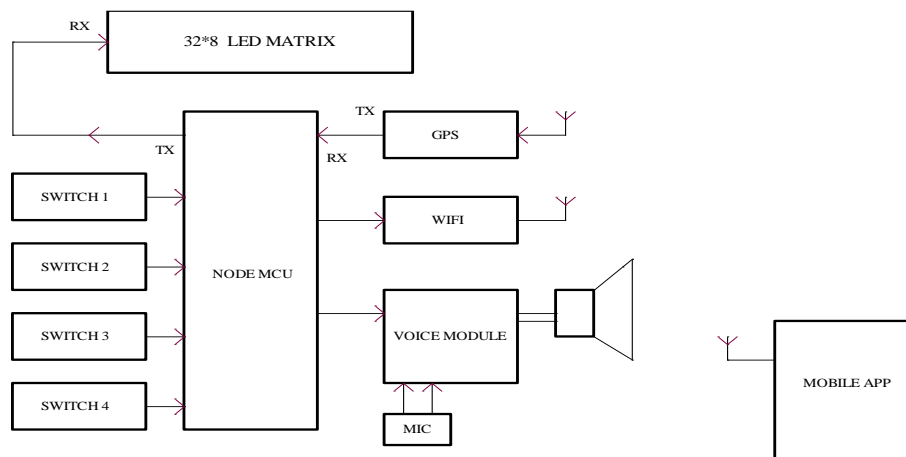 RX
32*8 LED MATRIX
TX
GPS
TX
RX
SWITCH 1
WIFI
SWITCH 2
NODE MCU
SWITCH 3
VOICE MODULE
MOBILE APP
SWITCH 4
MIC